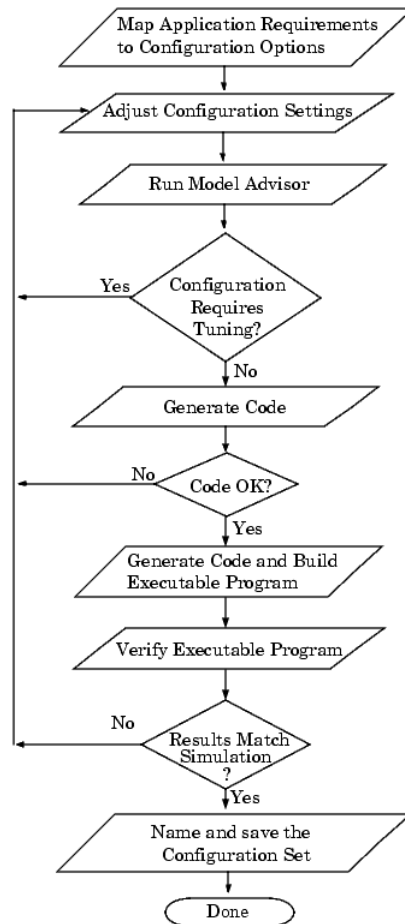 Map Application Requirements
to Configuration Options
Adjust Configuration Settings
Run Model Advisor
Yes
Configuration
Requires
Tuning?
No
Generate Code
No
Code OK?
Yes
Generate Code and Build
Executable Program
Verify Executable Program
No
Results Match
Simulation
?
Yes
Name and save the
Configuration Set
Done